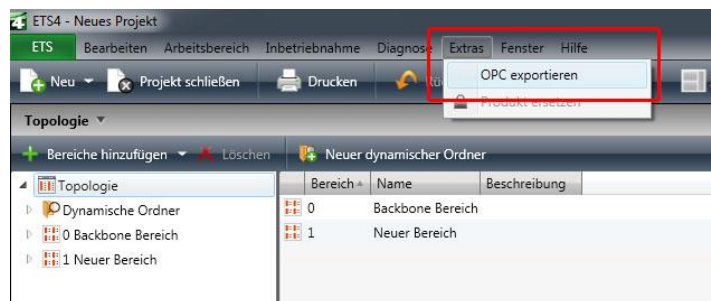 ETS4 - Neues Projekt
ETS Bearbeiten Arbeitsbereich Inbetriebnahme Diagnose Extras Fenster Hilfe
Neu Projekt schließen Drucken OPC exportieren
Produkt ersetzen
Topologie
Bereiche hinzufügen Löschen Neuer dynamischer Ordner
Topologie Bereich Name Beschreibung
Dynamische Ordner 0 Backbone Bereich
0 Backbone Bereich 1 Neuer Bereich
1 Neuer Bereich